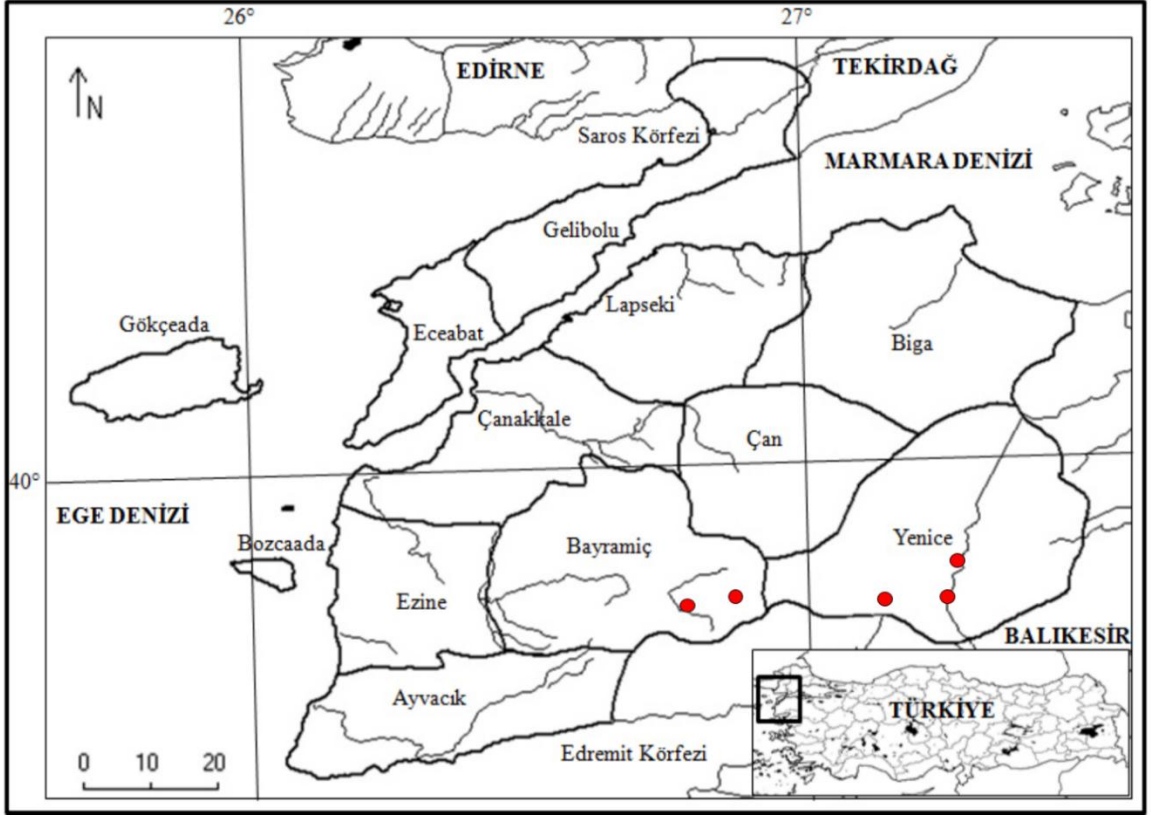 26° 27°
EDİRNE
TEKİRDAĞ
N
Saros Körfezi
MARMARA DENİZİ
Gelibolu
Lapseki
Gökçeada
Eceabat
Biga
Çanakkale
Çan
40°
EGE DENİZİ
Yenice
Bozcaada
Bayramiç
Ezine
BALIKESİR
Ayvacık
TÜRKİYE
Edremit Körfezi
0 10 20